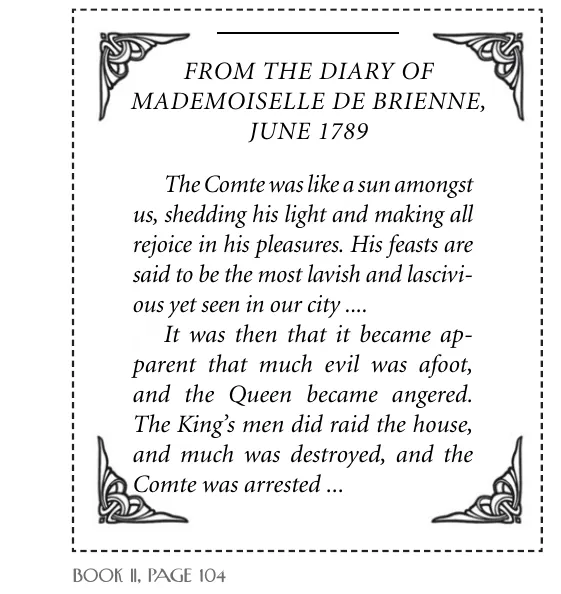 FROM THE DIARY OF
MADEMOISELLE DE BRIENNE,
JUNE 1789
The Comte was like a sun amongst
us, shedding his light and making all
rejoice in his pleasures. His feasts are
said to be the most lavish and lascivi-
ous yet seen in our city ....
It was then that it became ap-
parent that much evil was afoot,
and the Queen became angered.
The King’s men did raid the house,
and much was destroyed, and the
Comte was arrested ...
BOOK II, PAGE 104